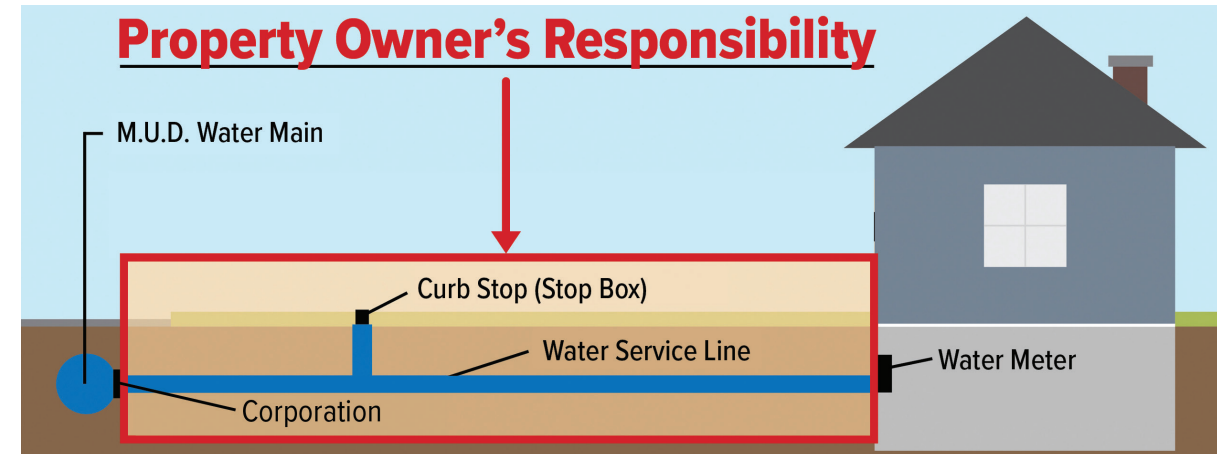 Property Owner's Responsibility
M.U.D. Water Main
Curb Stop (Stop Box)
Water Service Line
Water Meter
Corporation